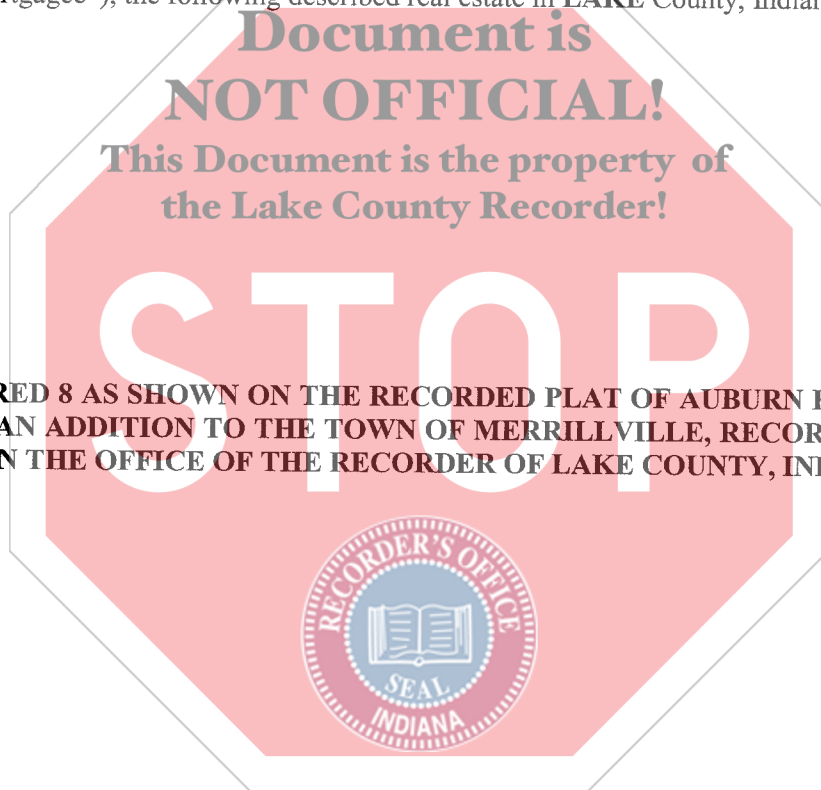 rtgagee"), the following described real estate in LAKE County, Indian
Document is
NOT OFFICIAL!
This Document is the property of
the Lake County Recorder!
STOP
RED 8 AS SHOWN ON THE RECORDED PLAT OF AUBURN
AN ADDITION TO THE TOWN OF MERRILLVILLE, RECOR
N THE OFFICE OF THE RECORDER OF LAKE COUNTY, IN
RECORDER'S OFFICE
SEAL
INDIANA